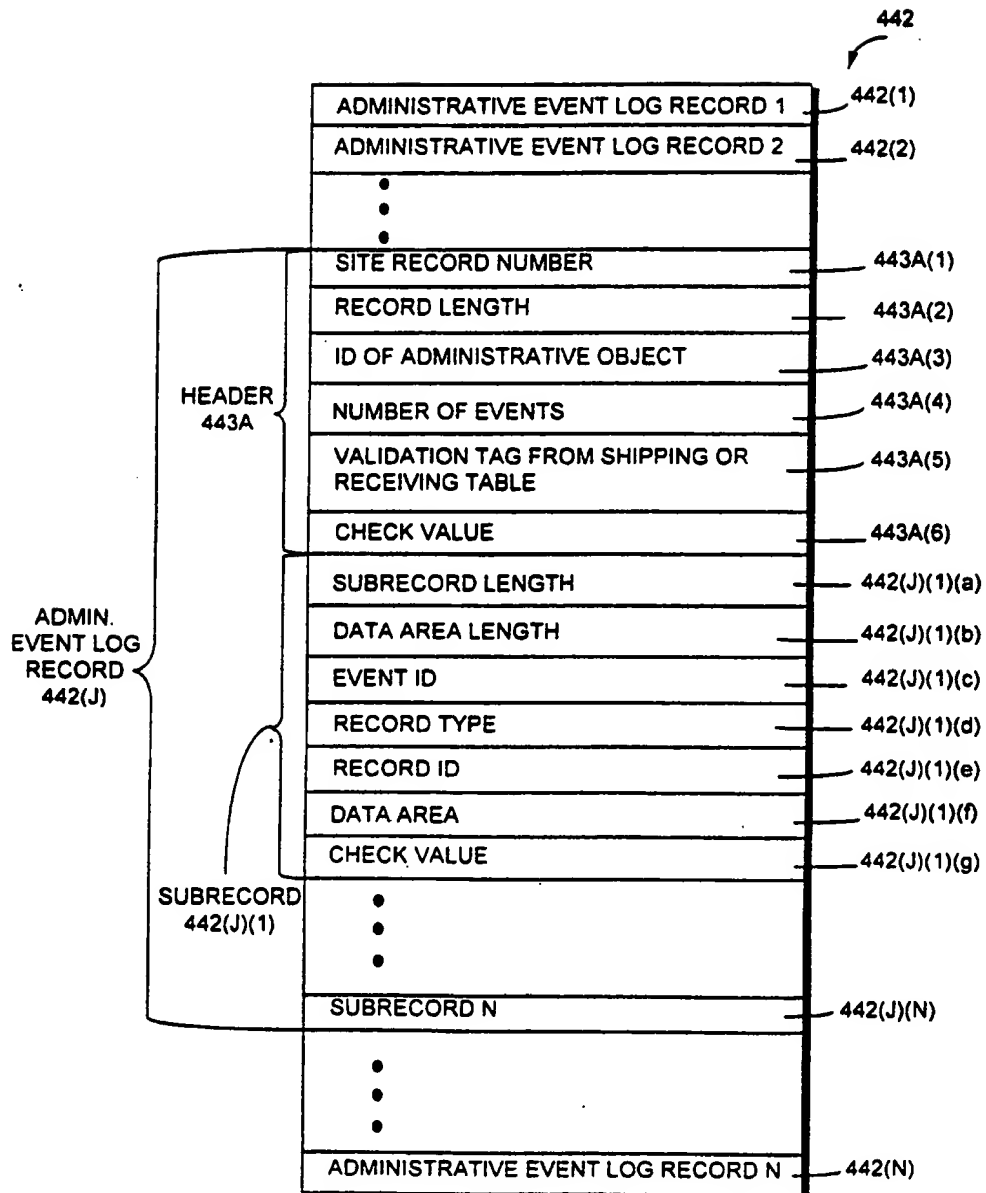 442
ADMINISTRATIVE EVENT LOG RECORD 1 442(1)
ADMINISTRATIVE EVENT LOG RECORD 2 442(2)
SITE RECORD NUMBER 443A(1)
RECORD LENGTH 443A(2)
ID OF ADMINISTRATIVE OBJECT 443A(3)
HEADER
443A
NUMBER OF EVENTS 443A(4)
VALIDATION TAG FROM SHIPPING OR
RECEIVING TABLE
443A(5)
CHECK VALUE 443A(6)
ADMIN.
EVENT LOG
RECORD
442(J)
SUBRECORD LENGTH 442(J)(1)(a)
DATA AREA LENGTH 442(J)(1)(b)
EVENT ID 442(J)(1)(c)
RECORD TYPE 442(J)(1)(d)
RECORD ID 442(J)(1)(e)
DATA AREA 442(J)(1)(f)
CHECK VALUE 442(J)(1)(g)
SUBRECORD
442(J)(1)
SUBRECORD N 442(J)(N)
ADMINISTRATIVE EVENT LOG RECORD N 442(N)